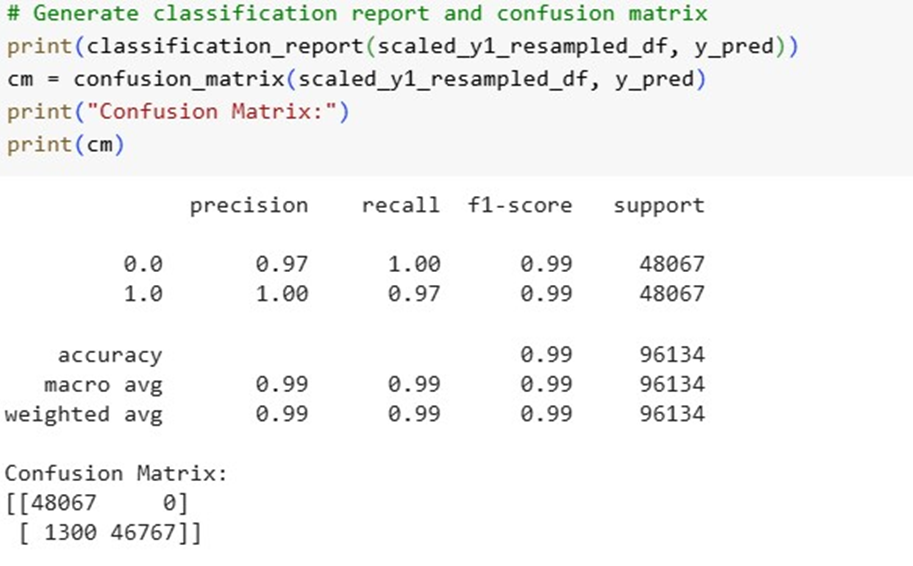 # Generate classification report and confusion matrix
print(classification_report(scaled_y1_resampled_df, y_pred))
cm = confusion_matrix(scaled_y1_resampled_df, y_pred)
print("Confusion Matrix:")
print(cm)
precision recall f1-score support
0.0 0.97 1.00 0.99 48067
1.0 1.00 0.97 0.99 48067
accuracy 0.99 96134
macro avg 0.99 0.99 0.99 96134
weighted avg 0.99 0.99 0.99 96134
Confusion Matrix:
[[48067 0]
[ 1300 46767]]